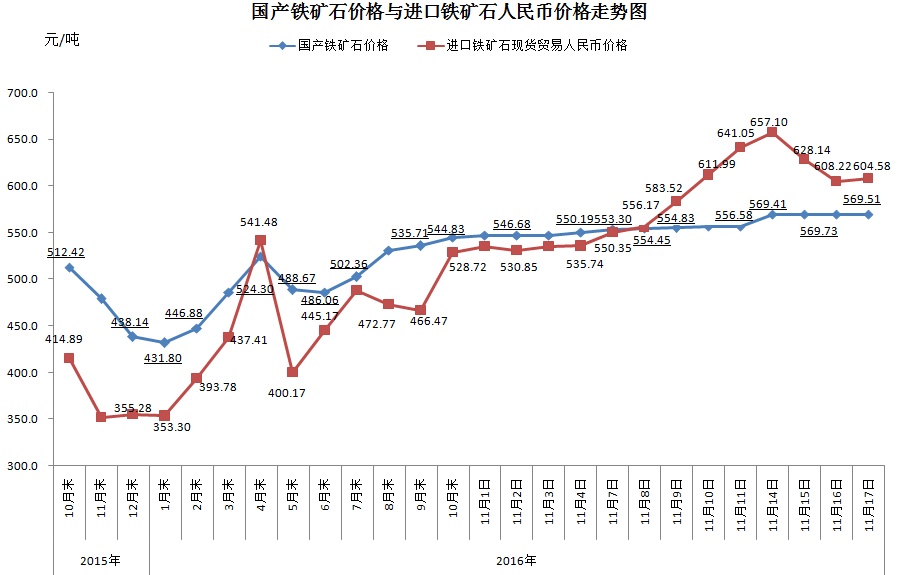 国产铁矿石价格与进口铁矿石人民币价格走势图
元/吨
国产铁矿石价格 进口铁矿石现货贸易人民币价格
700.0
650.0
600.0
550.0
500.0
450.0
400.0
350.0
300.0
512.42
438.14
431.80
446.88
524.30
488.67
486.06
502.36
535.71
544.83
546.68
550.19
553.30
554.45
554.83
556.58
569.41
569.73
569.51
414.89
355.28
353.30
393.78
437.41
541.48
400.17
445.17
472.77
466.47
528.72
530.85
535.74
550.35
556.17
583.52
611.99
641.05
657.10
628.14
608.22
604.58
10月末
11月末
12月末
1月末
2月末
3月末
4月末
5月末
6月末
7月末
8月末
9月末
10月末
11月1日
11月2日
11月3日
11月4日
11月7日
11月8日
11月9日
11月10日
11月11日
11月14日
11月15日
11月16日
11月17日
2015年 2016年